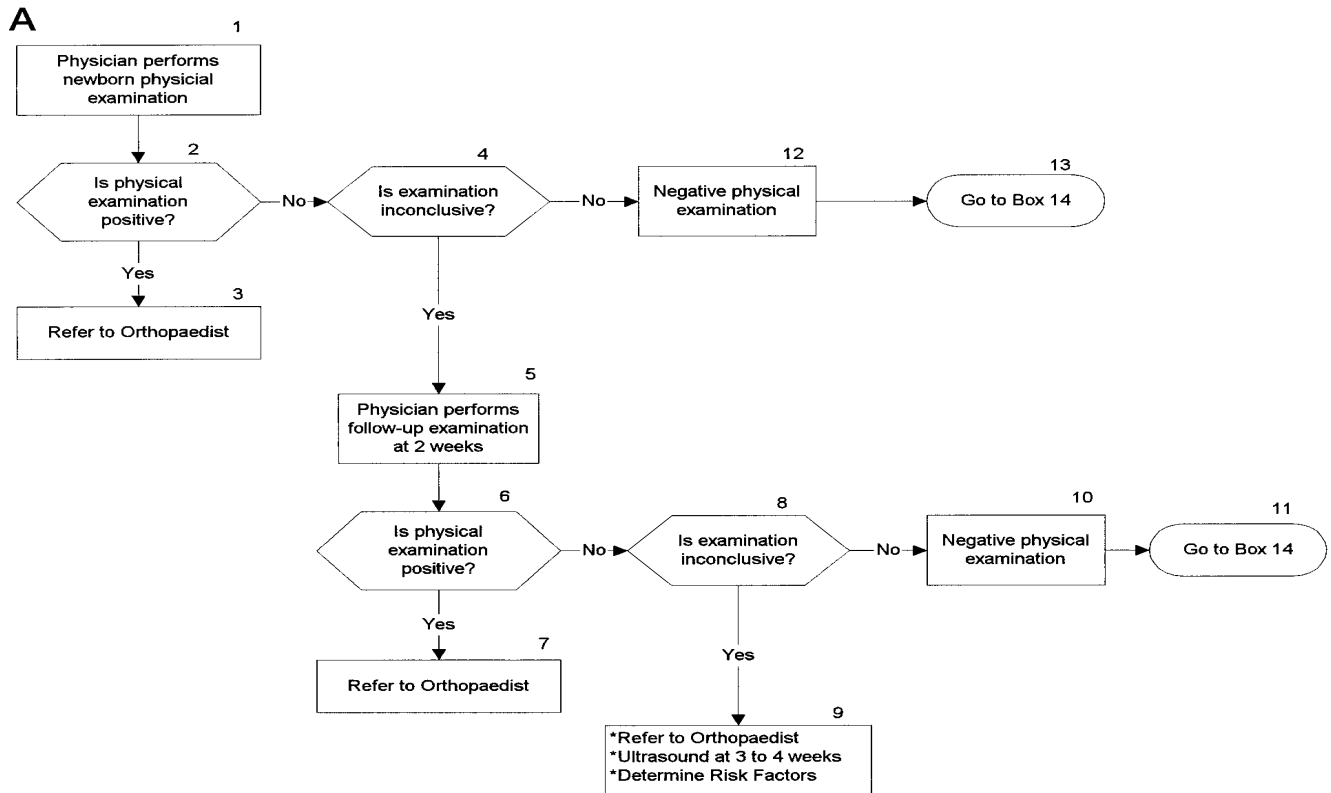 A
1
Physician performs
newborn physicial
examination
2
Is physical
examination
positive?
No
4
Is examination
inconclusive?
No
12
Negative physical
examination
13
Go to Box 14
Yes
3
Refer to Orthopaedist
Yes
5
Physician performs
follow-up examination
at 2 weeks
6
Is physical
examination
positive?
No
8
Is examination
inconclusive?
No
10
Negative physical
examination
11
Go to Box 14
Yes
7
Refer to Orthopaedist
Yes
9
*Refer to Orthopaedist
*Ultrasound at 3 to 4 weeks
*Determine Risk Factors